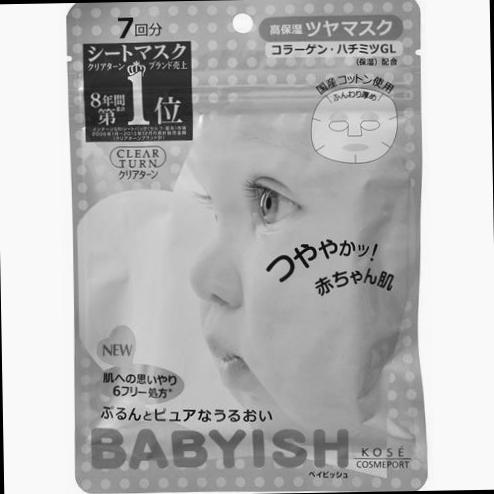 7回分
シートマスク
クリアターン ブランド売上
8年間
第1位
CLEAR
TURN
クリアターン
高保湿 ツヤマスク
コラーゲン・ハチミツGL
(保湿) 配合
国産コットン使用
ふんわり厚め
つややかッ!
赤ちゃん肌
NEW
肌への思いやり
6フリー処方*
ぷるんとピュアなうるおい
BABYISH
ベイビッシュ
KOSÉ
COSMEPORT